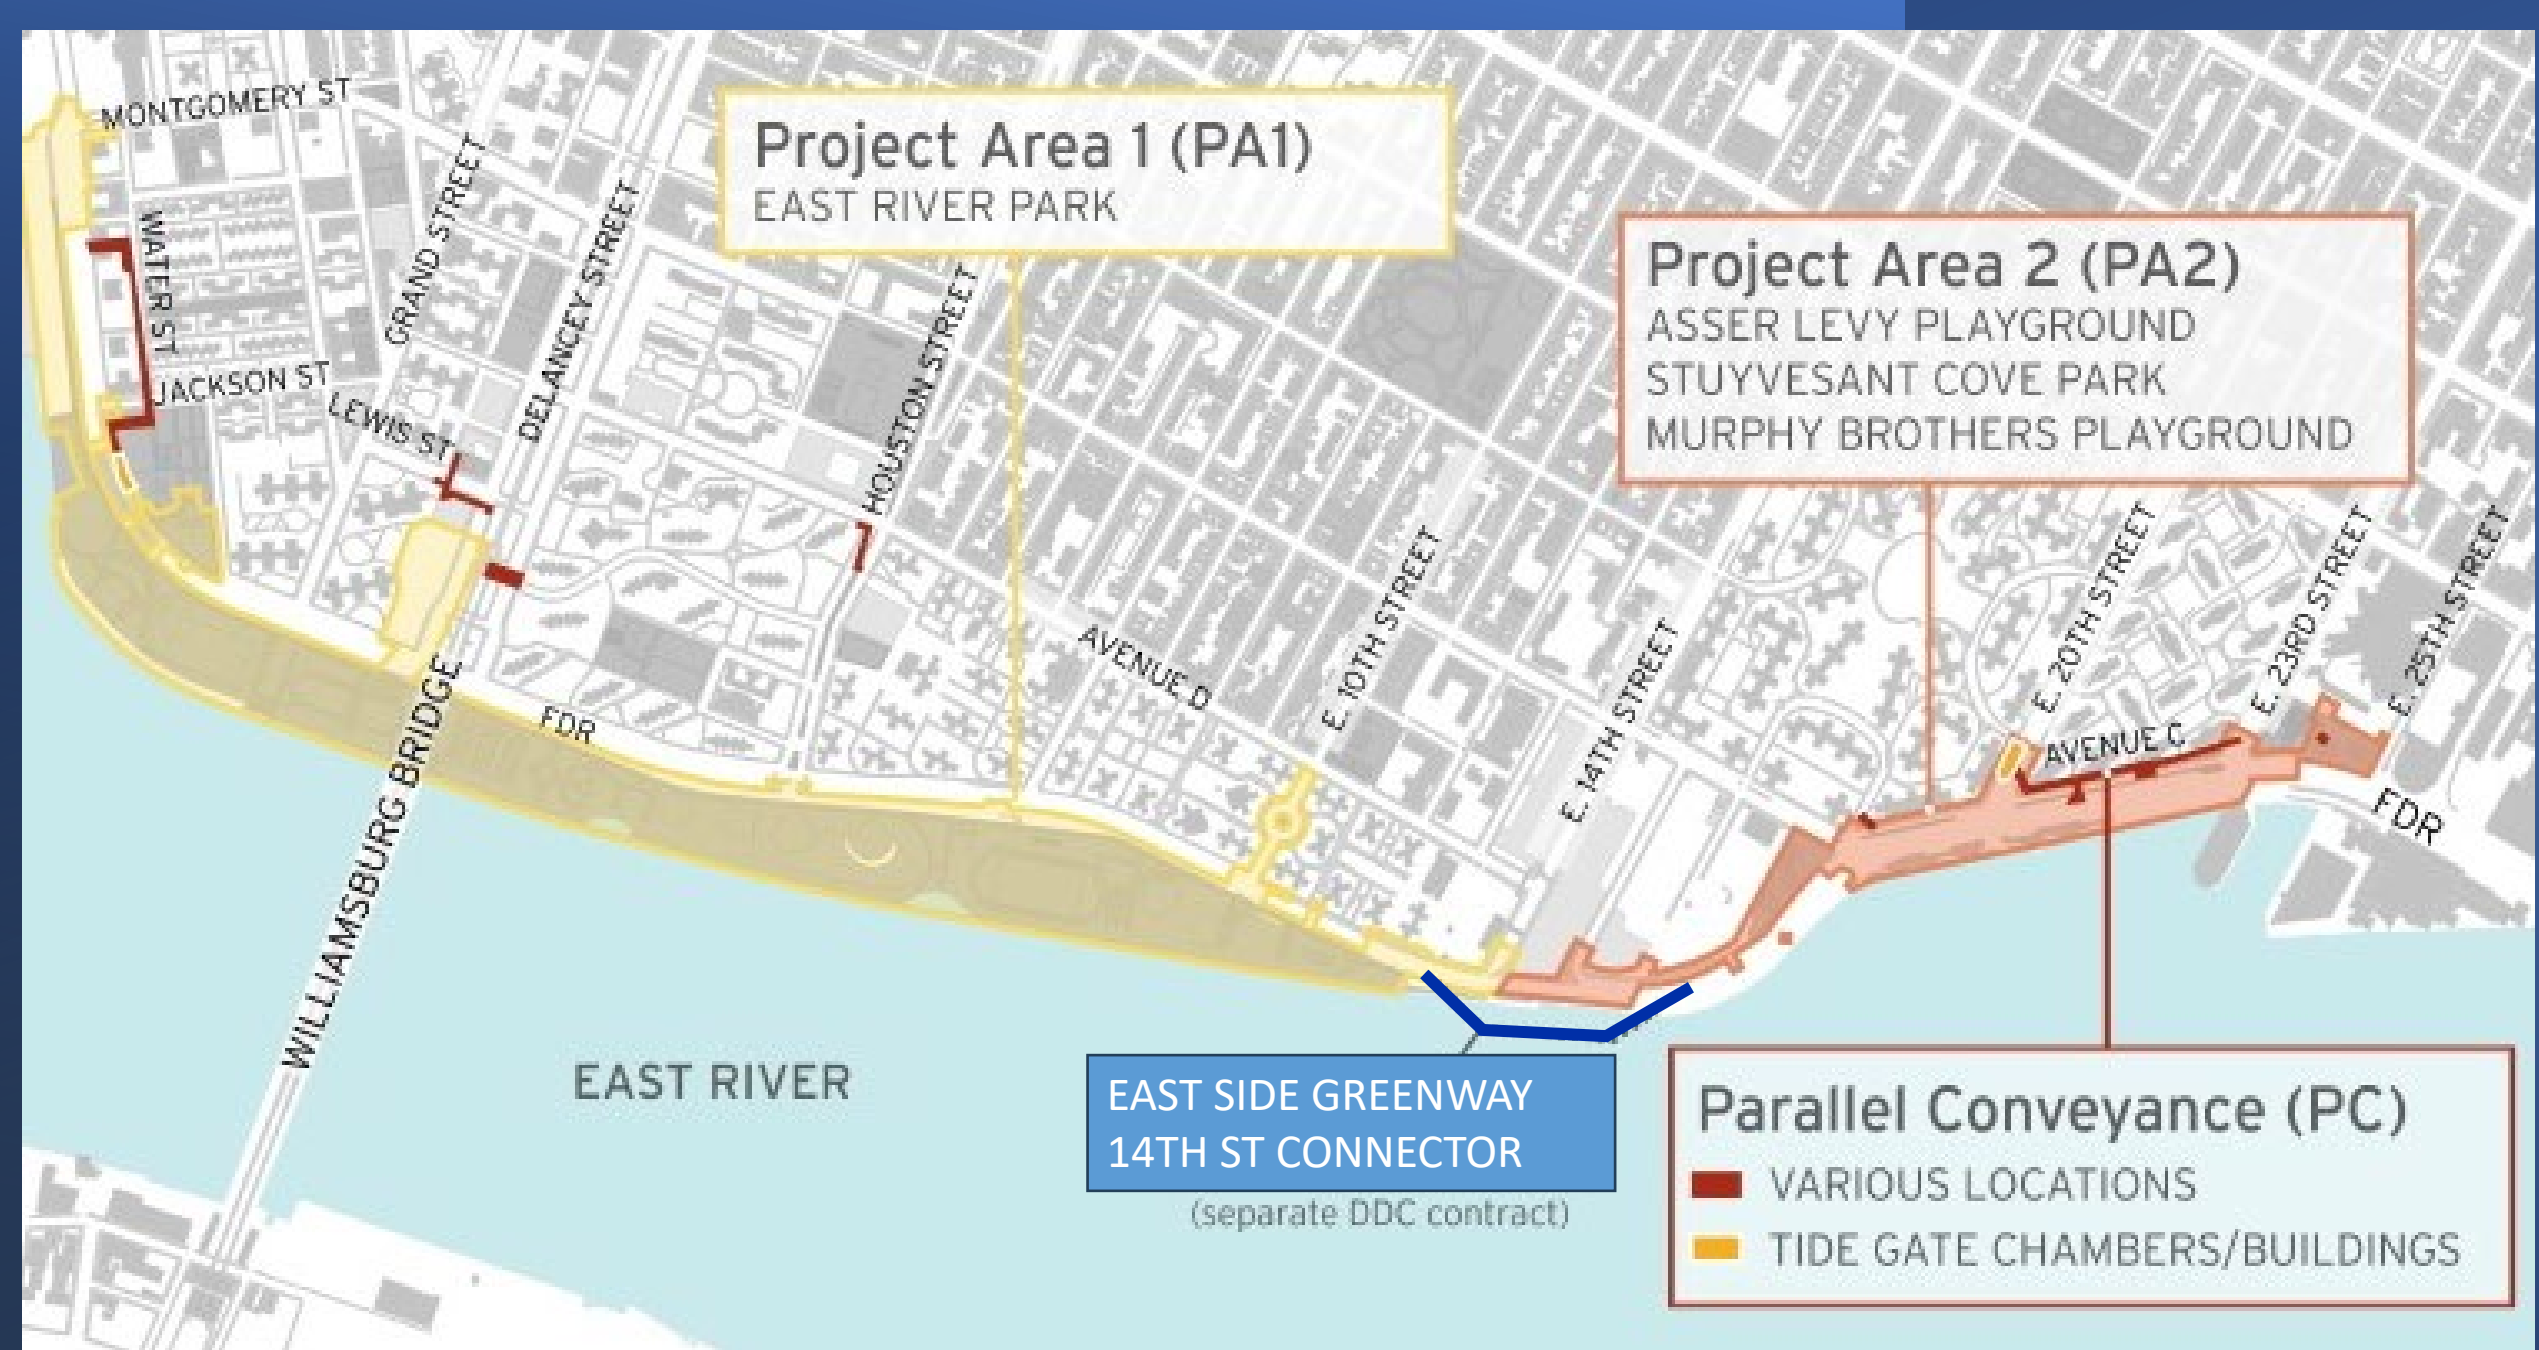 MONTGOMERY ST
WATER ST
JACKSON ST
GRAND STREET
LEWIS ST
DELANCEY STREET
HOUSTON STREET
Project Area 1 (PA1)
EAST RIVER PARK
Project Area 2 (PA2)
ASSER LEVY PLAYGROUND
STUYVESANT COVE PARK
MURPHY BROTHERS PLAYGROUND
AVENUE D
E. 10TH STREET
E. 14TH STREET
E. 20TH STREET
E. 23RD STREET
E. 25TH STREET
AVENUE C
FDR
FDR
WILLIAMSBURG BRIDGE
EAST RIVER
EAST SIDE GREENWAY
14TH ST CONNECTOR
(separate DDC contract)
Parallel Conveyance (PC)
VARIOUS LOCATIONS
TIDE GATE CHAMBERS/BUILDINGS